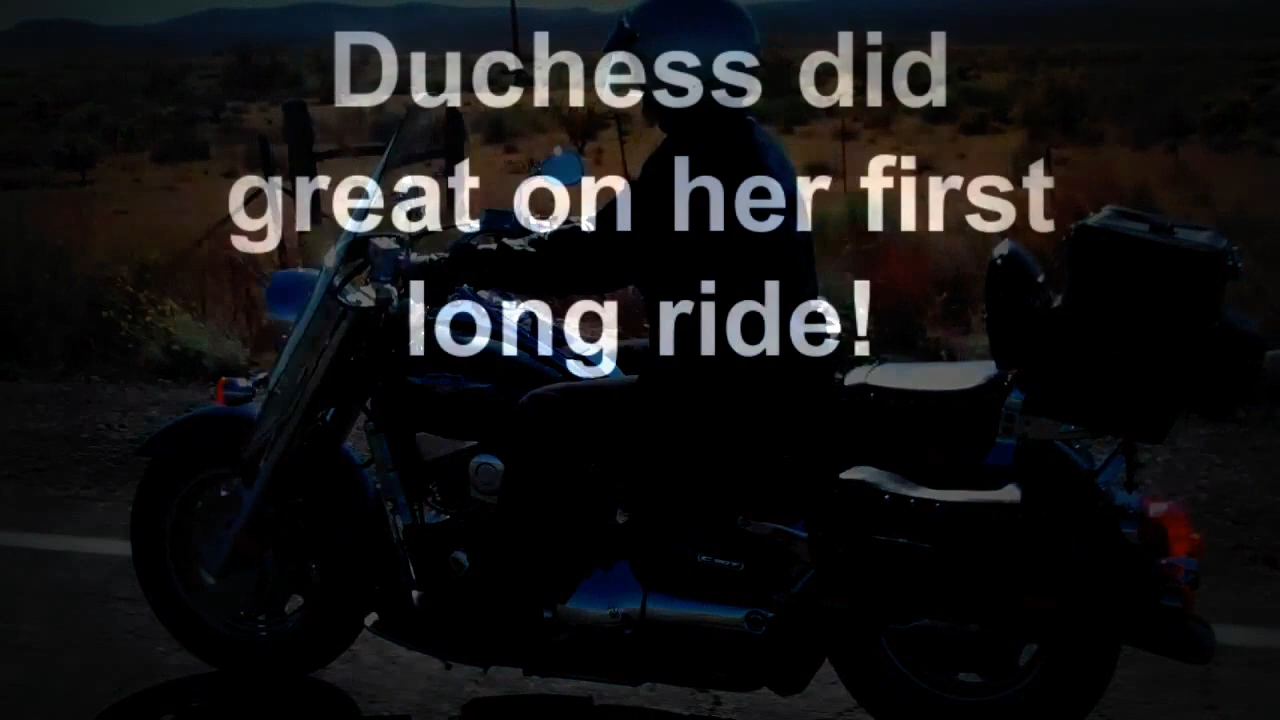 Duchess did
great on her first
long ride!